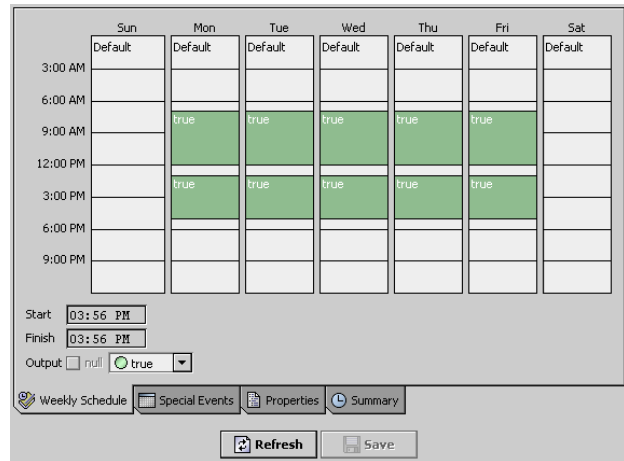 Sun Mon Tue Wed Thu Fri Sat
Default Default Default Default Default Default Default
3:00 AM
6:00 AM
true true true true true
9:00 AM
12:00 PM
true true true true true
3:00 PM
6:00 PM
9:00 PM
Start 03:56 PM
Finish 03:56 PM
Output null true
Weekly Schedule Special Events Properties Summary
Refresh Save